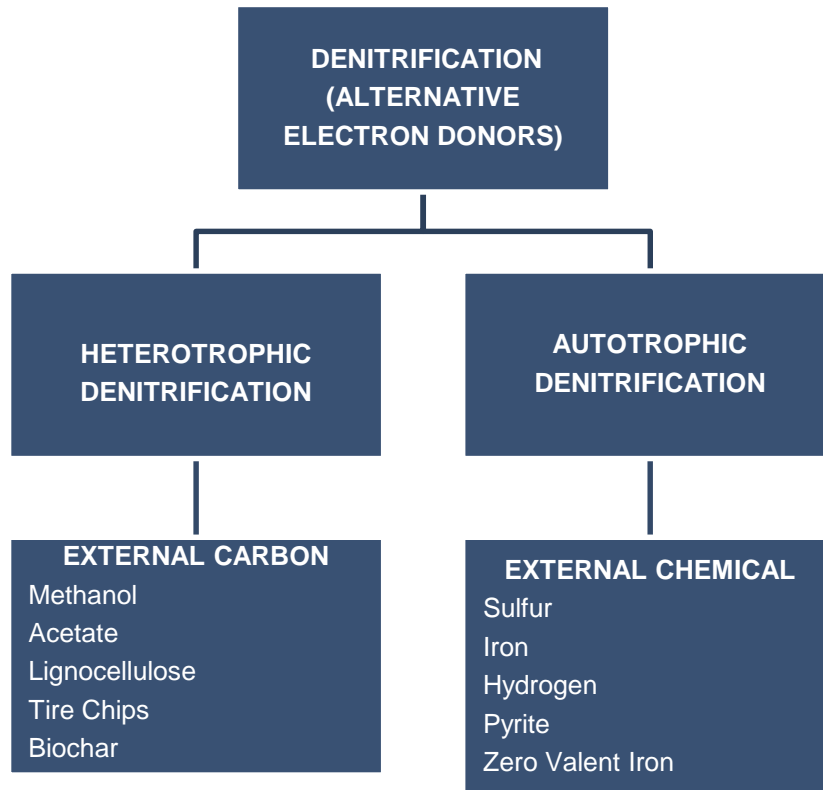 DENITRIFICATION
(ALTERNATIVE
ELECTRON DONORS)
HETEROTROPHIC
DENITRIFICATION
AUTOTROPHIC
DENITRIFICATION
EXTERNAL CARBON
Methanol
Acetate
Lignocellulose
Tire Chips
Biochar
EXTERNAL CHEMICAL
Sulfur
Iron
Hydrogen
Pyrite
Zero Valent Iron